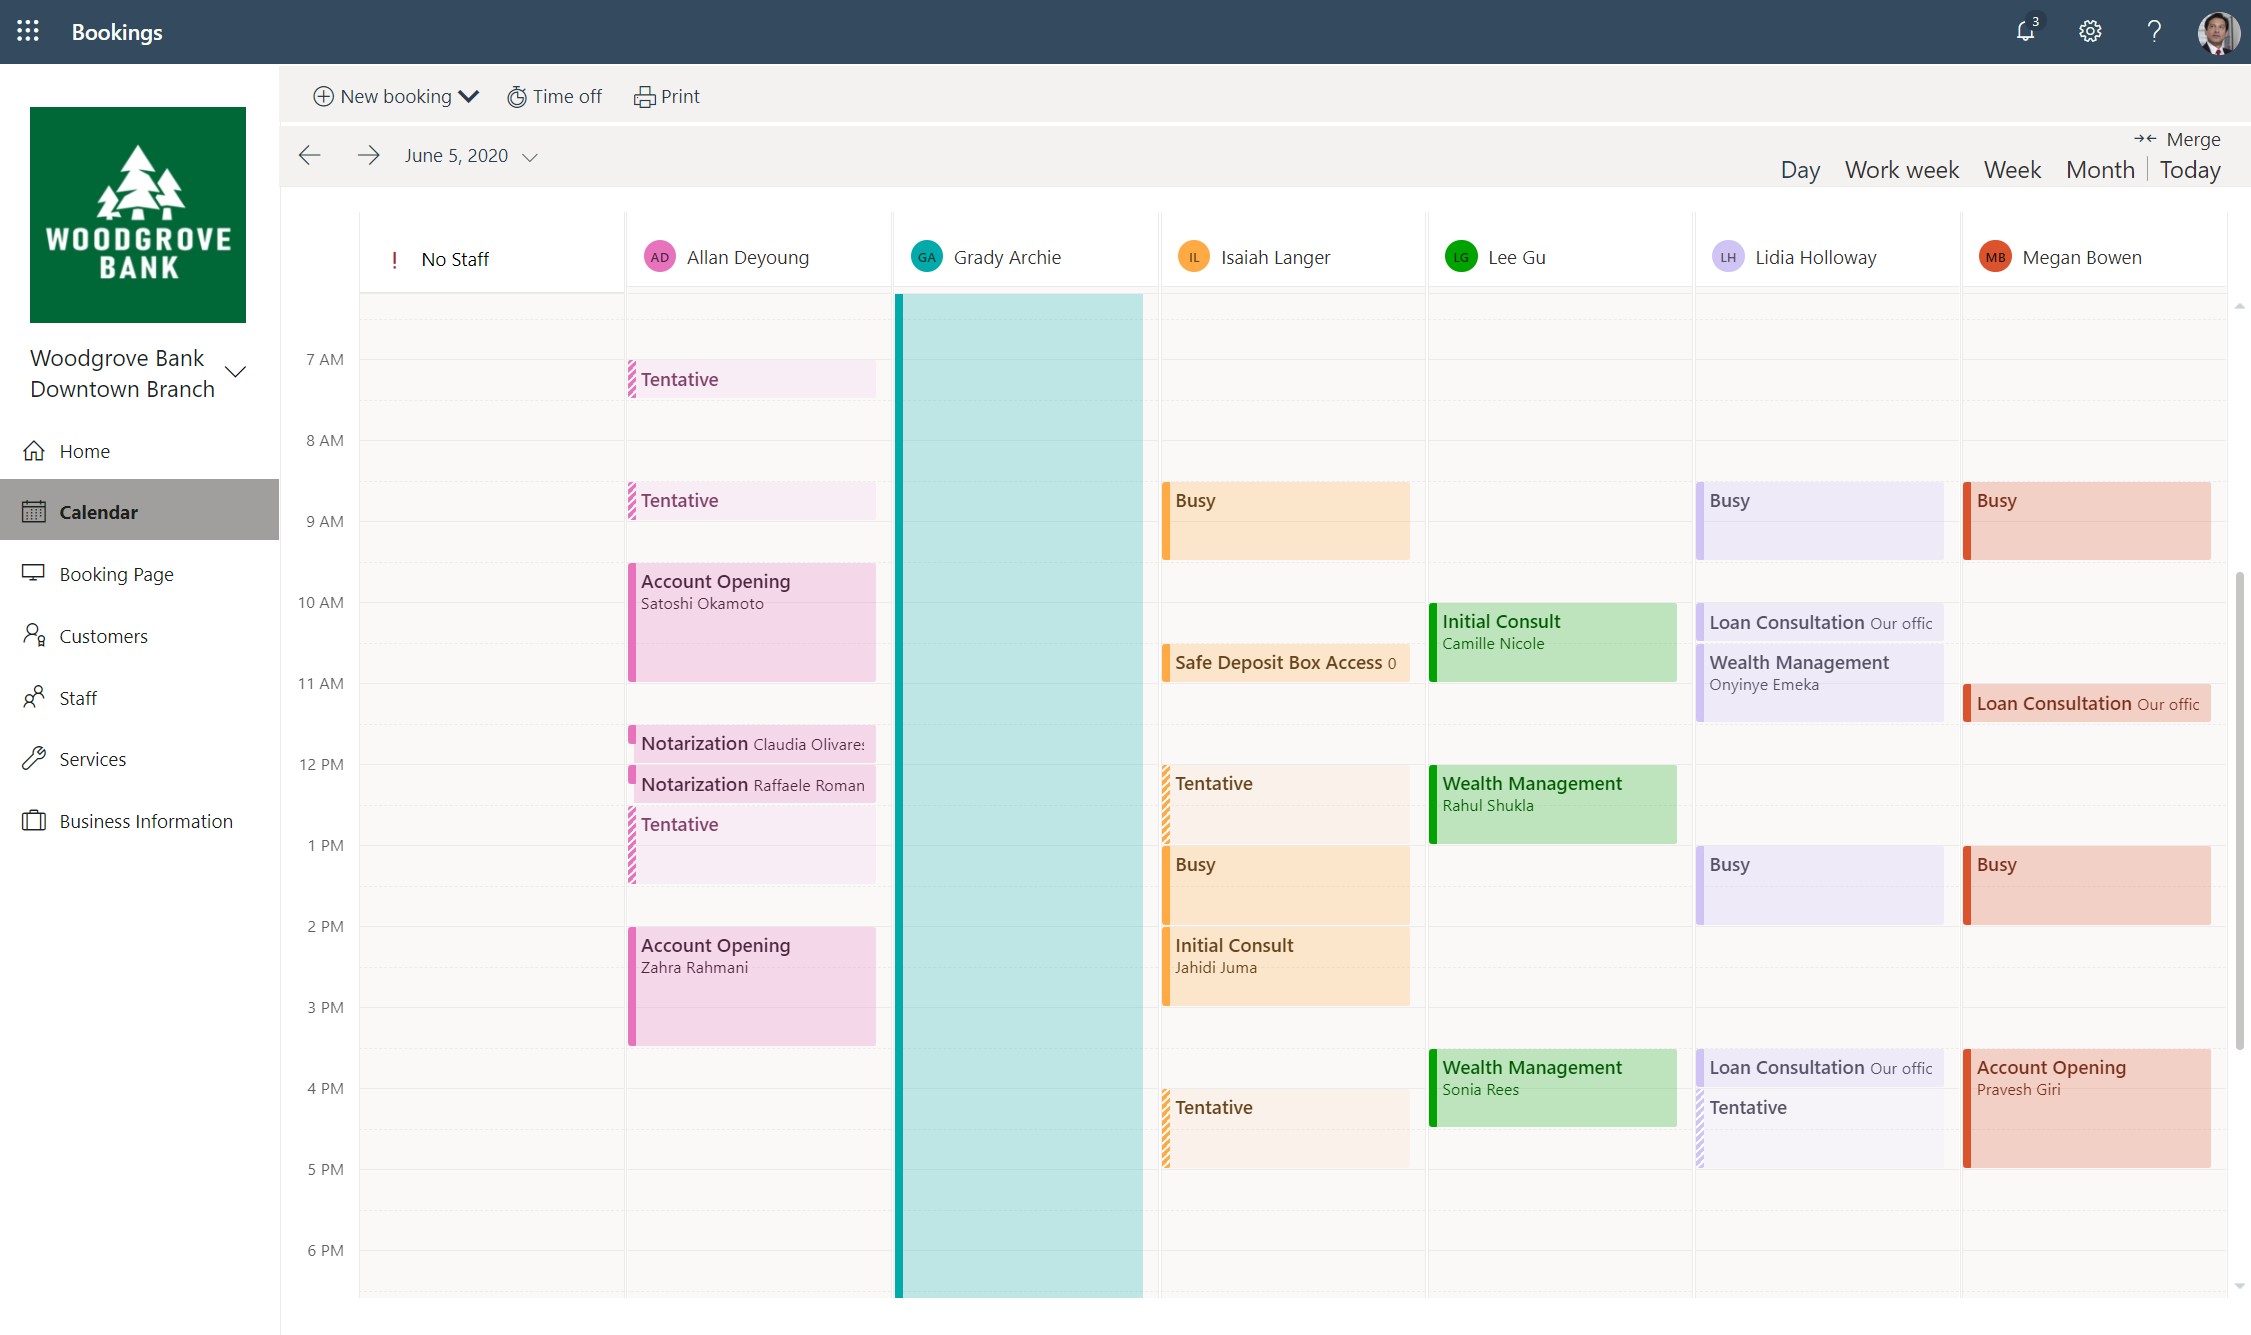 Bookings
3
New booking
Time off
Print
June 5, 2020
Merge
Day
Work week
Week
Month
Today
WOODGROVE
BANK
Woodgrove Bank
Downtown Branch
Home
Calendar
Booking Page
Customers
Staff
Services
Business Information
! No Staff
AD Allan Deyoung
GA Grady Archie
IL Isaiah Langer
LG Lee Gu
LH Lidia Holloway
MB Megan Bowen
7 AM
8 AM
9 AM
10 AM
11 AM
12 PM
1 PM
2 PM
3 PM
4 PM
5 PM
6 PM
Tentative
Tentative
Account Opening
Satoshi Okamoto
Notarization Claudia Olivares
Notarization Raffaele Roman
Tentative
Account Opening
Zahra Rahmani
Busy
Safe Deposit Box Access 0
Tentative
Busy
Initial Consult
Jahidi Juma
Tentative
Initial Consult
Camille Nicole
Wealth Management
Rahul Shukla
Wealth Management
Sonia Rees
Busy
Loan Consultation Our offic
Wealth Management
Onyinye Emeka
Busy
Loan Consultation Our offic
Tentative
Busy
Loan Consultation Our offic
Busy
Account Opening
Pravesh Giri